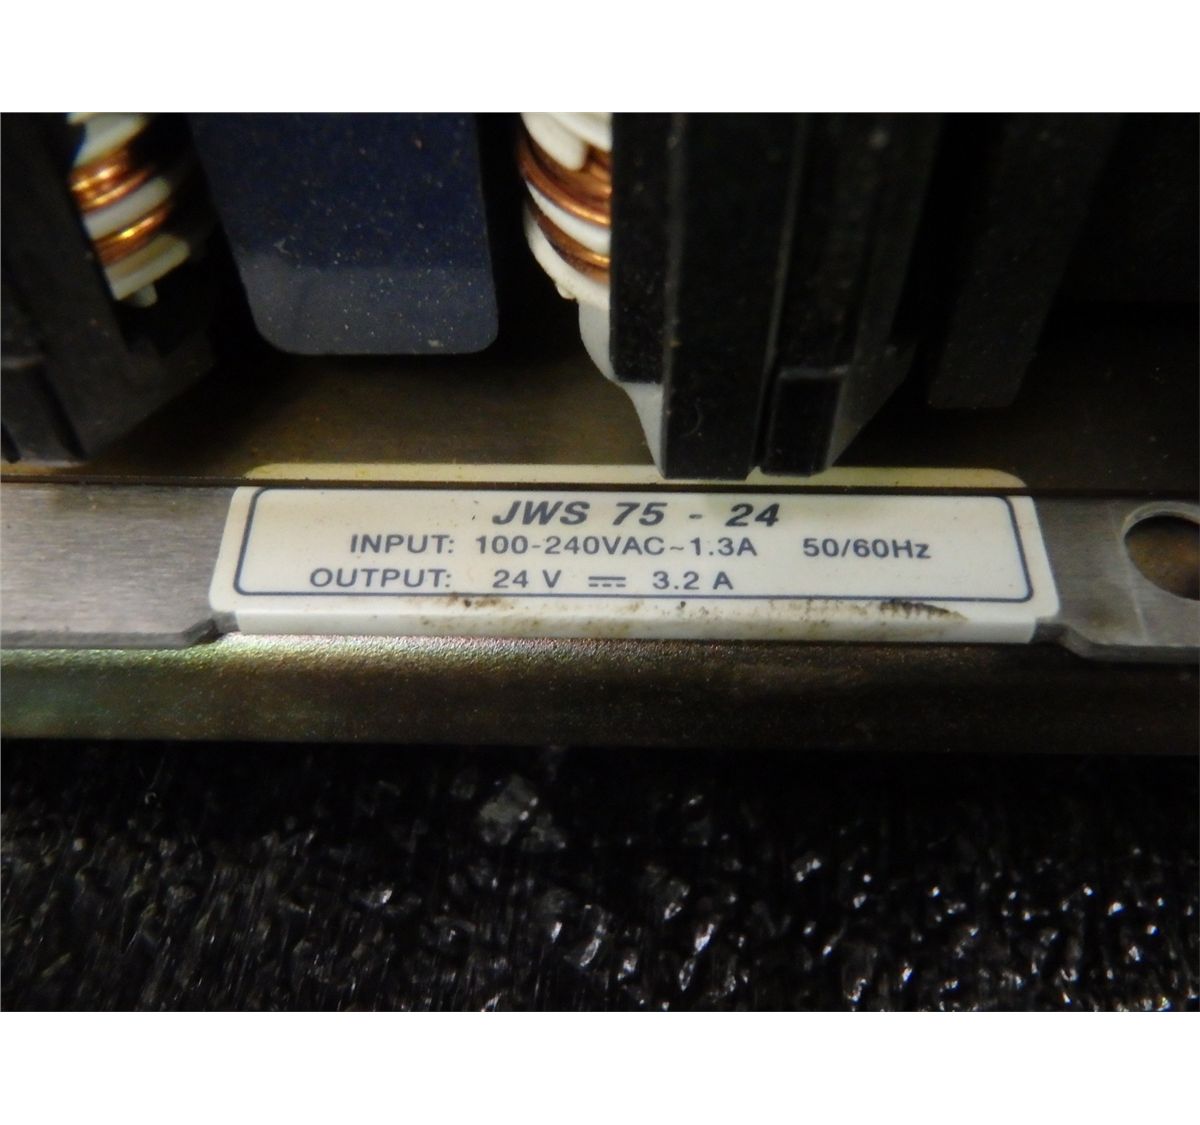 JWS 75 - 24
INPUT: 100-240VAC~1.3A 50/60Hz
OUTPUT: 24 V ⎓ 3.2 A